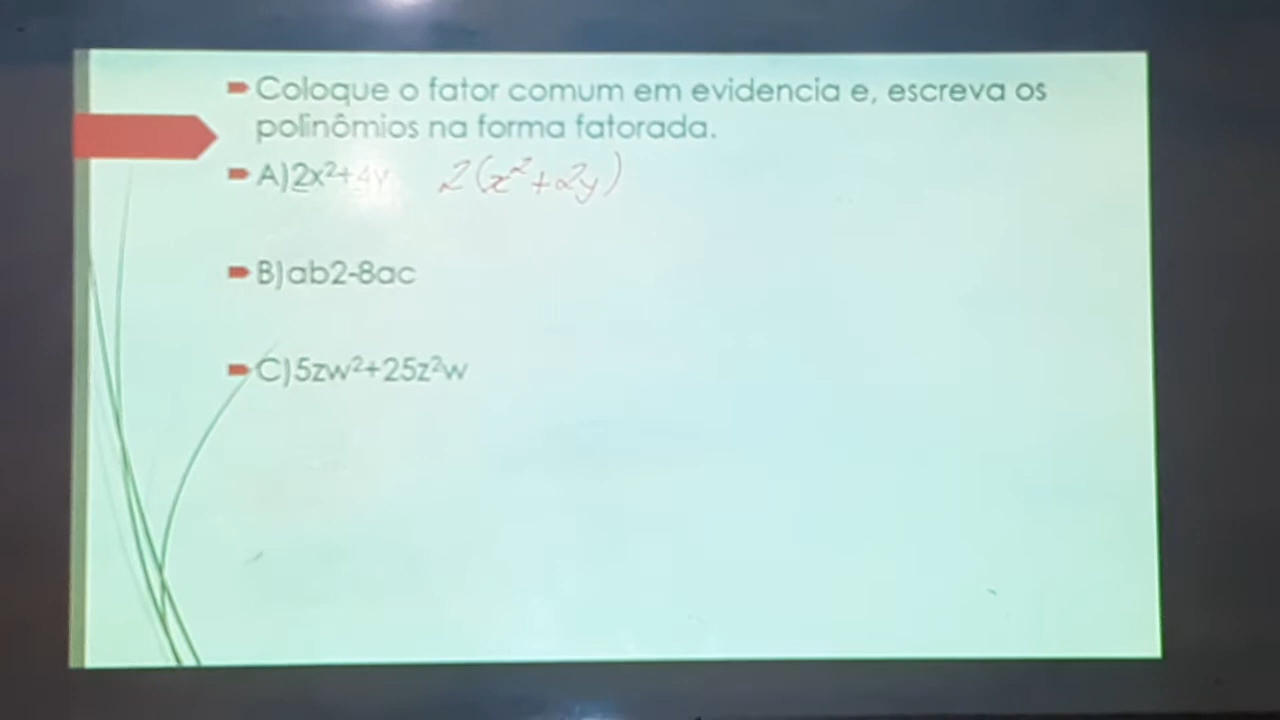 Coloque o fator comum em evidencia e, escreva os
polinômios na forma fatorada.
A)2x²+4y 2(x²+2y)
B)ab2-8ac
C)5zw²+25z²w